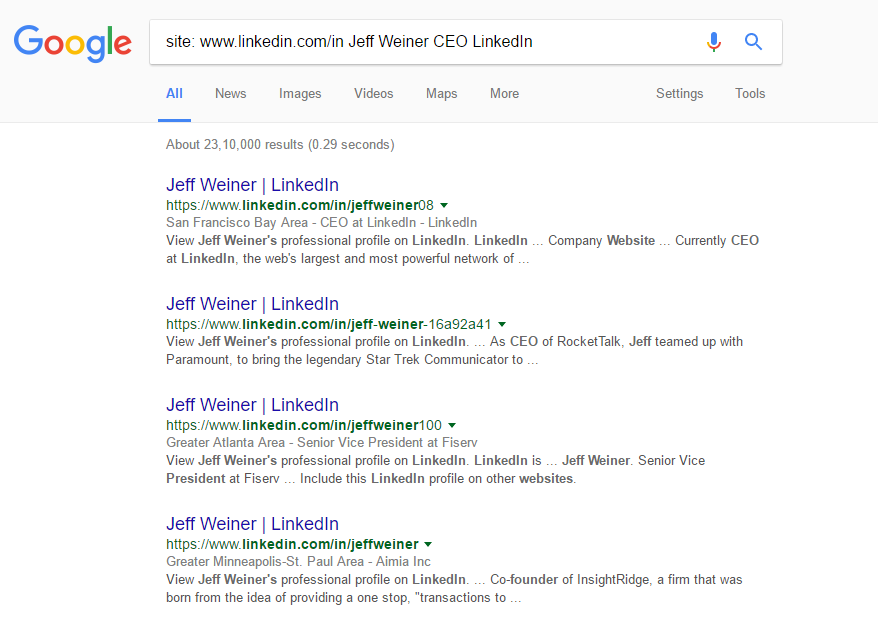 Google
site: www.linkedin.com/in Jeff Weiner CEO LinkedIn
All News Images Videos Maps More Settings Tools
About 23,10,000 results (0.29 seconds)
Jeff Weiner | LinkedIn
https://www.linkedin.com/in/jeffweiner08
San Francisco Bay Area - CEO at LinkedIn - LinkedIn
View Jeff Weiner's professional profile on LinkedIn. LinkedIn ... Company Website ... Currently CEO
at LinkedIn, the web's largest and most powerful network of ...
Jeff Weiner | LinkedIn
https://www.linkedin.com/in/jeff-weiner-16a92a41
View Jeff Weiner's professional profile on LinkedIn. ... As CEO of RocketTalk, Jeff teamed up with
Paramount, to bring the legendary Star Trek Communicator to ...
Jeff Weiner | LinkedIn
https://www.linkedin.com/in/jeffweiner100
Greater Atlanta Area - Senior Vice President at Fiserv
View Jeff Weiner's professional profile on LinkedIn. LinkedIn is ... Jeff Weiner. Senior Vice
President at Fiserv ... Include this LinkedIn profile on other websites.
Jeff Weiner | LinkedIn
https://www.linkedin.com/in/jeffweiner
Greater Minneapolis-St. Paul Area - Aimia Inc
View Jeff Weiner's professional profile on LinkedIn. ... Co-founder of InsightRidge, a firm that was
born from the idea of providing a one stop, "transactions to ...